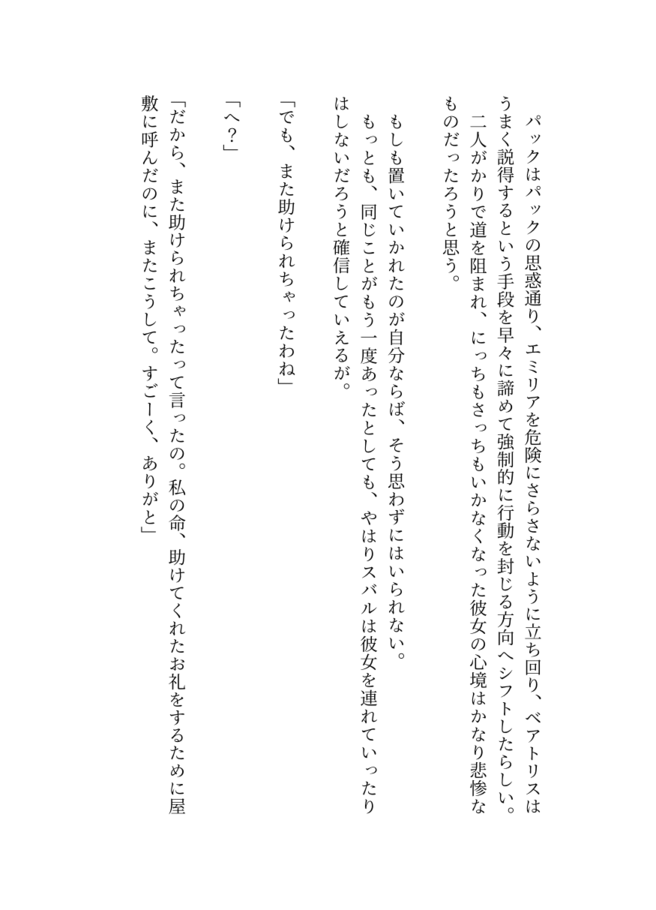 パックはパックの思惑通り、エミリアを危険にさらさないように立ち回り、ベアトリスは
うまく説得するという手段を早々に諦めて強制的に行動を封じる方向へシフトしたらしい。
二人がかりで道を阻まれ、にっちもさっちもいかなくなった彼女の心境はかなり悲惨な
ものだったろうと思う。
もしも置いていかれたのが自分ならば、そう思わずにはいられない。
もっとも、同じことがもう一度あったとしても、やはりスバルは彼女を連れていったり
はしないだろうと確信していえるが。
「でも、また助けられちゃったわね」
「へ？」
「だから、また助けられちゃったって言ったの。私の命、助けてくれたお礼をするために屋
敷に呼んだのに、またこうして。すごーく、ありがと」